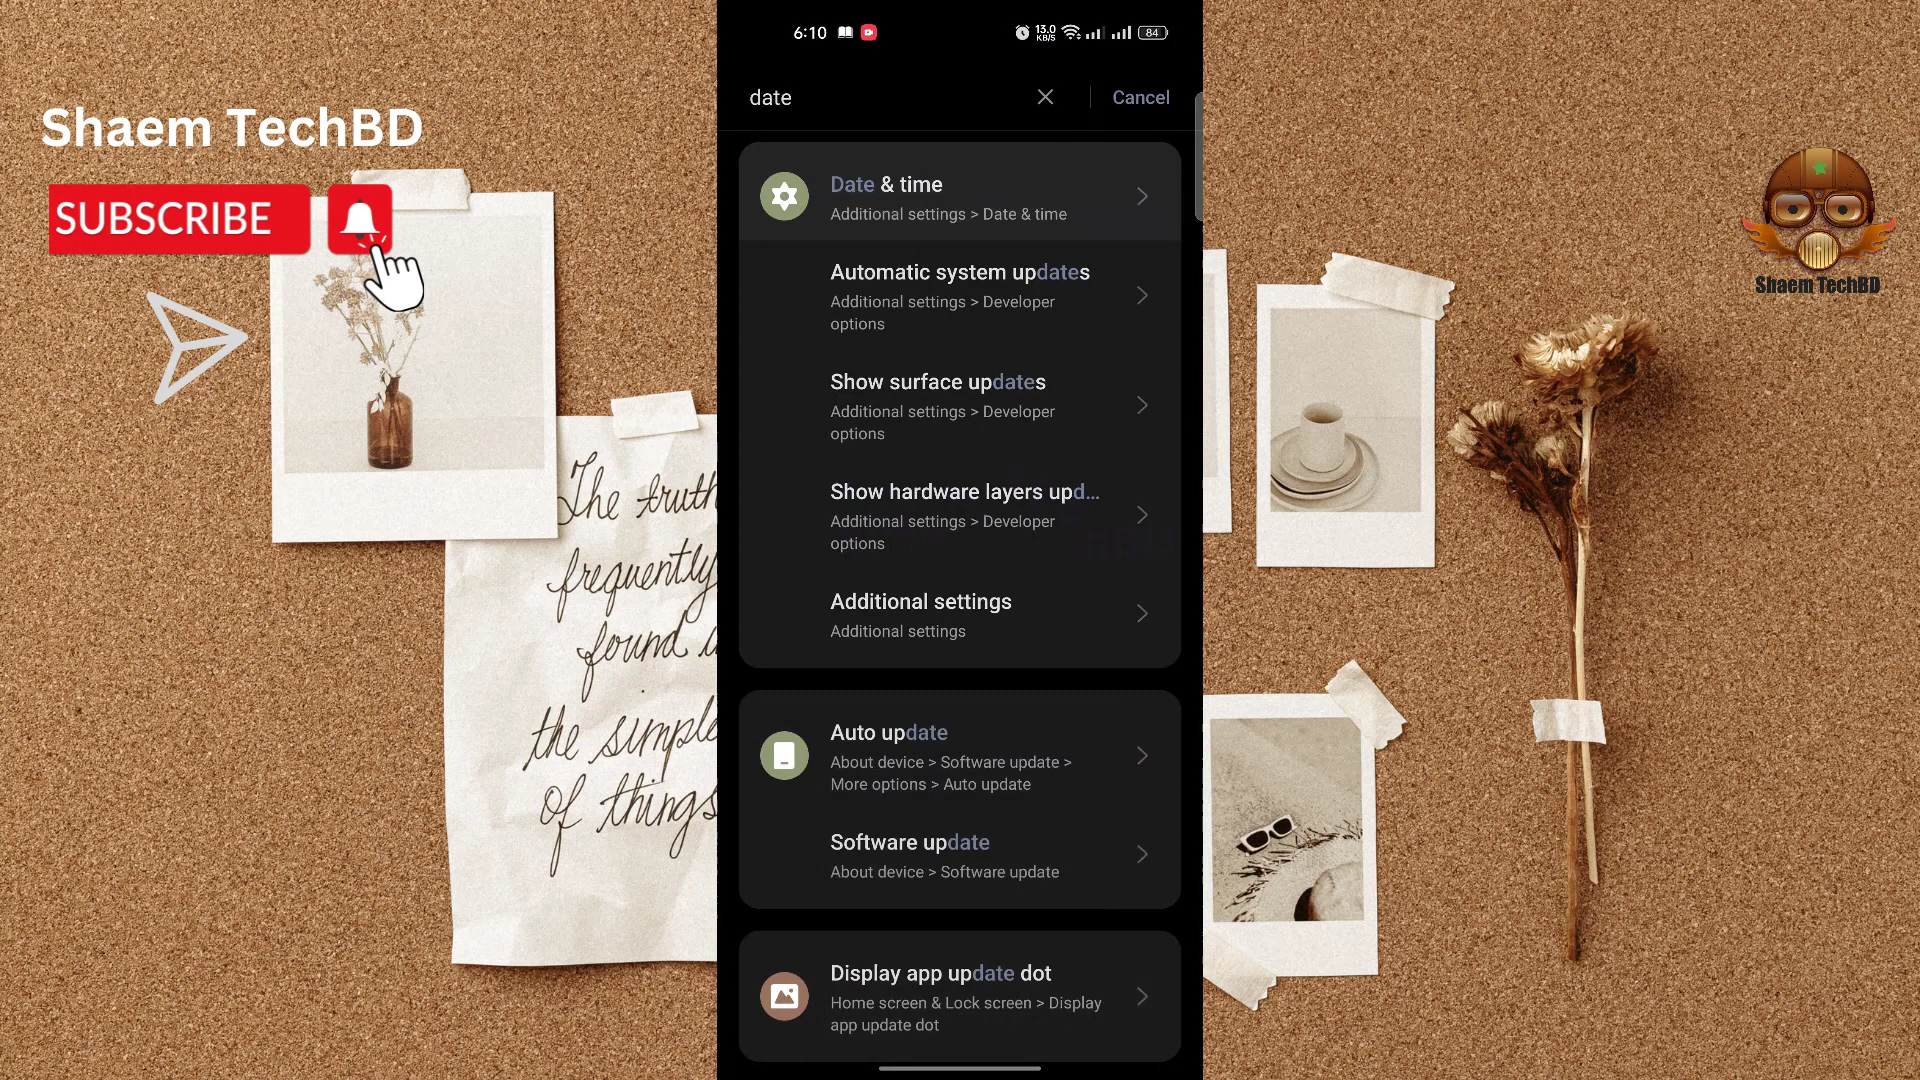 Shaem TechBD
SUBSCRIBE
The truth
frequently
found
the simple
of things
6:10
13.0
KB/S
84
date
Cancel
Date & time
Additional settings > Date & time
Automatic system updates
Additional settings > Developer
options
Show surface updates
Additional settings > Developer
options
Show hardware layers upd...
Additional settings > Developer
options
Additional settings
Additional settings
Auto update
About device > Software update >
More options > Auto update
Software update
About device > Software update
Display app update dot
Home screen & Lock screen > Display
app update dot
Shaem TechBD